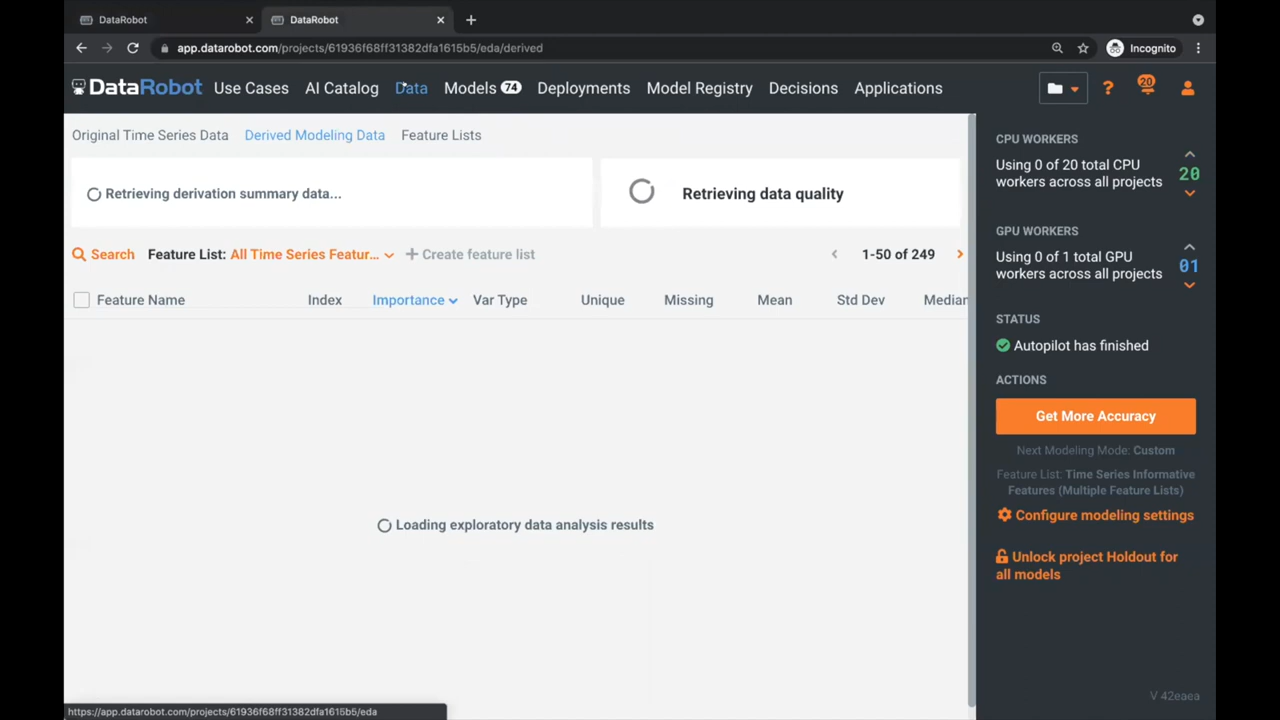 DataRobot
DataRobot
app.datarobot.com/projects/61936f68ff31382dfa1615b5/eda/derived
Incognito
DataRobot Use Cases AI Catalog Data Models 74 Deployments Model Registry Decisions Applications
20
Original Time Series Data Derived Modeling Data Feature Lists
Retrieving derivation summary data...
Retrieving data quality
Search Feature List: All Time Series Featur... + Create feature list 1-50 of 249
Feature Name Index Importance Var Type Unique Missing Mean Std Dev Median
Loading exploratory data analysis results
CPU WORKERS
Using 0 of 20 total CPU
workers across all projects
20
GPU WORKERS
Using 0 of 1 total GPU
workers across all projects
01
STATUS
Autopilot has finished
ACTIONS
Get More Accuracy
Next Modeling Mode: Custom
Feature List: Time Series Informative
Features (Multiple Feature Lists)
Configure modeling settings
Unlock project Holdout for
all models
V 42eaea
https://app.datarobot.com/projects/61936f68ff31382dfa1615b5/eda